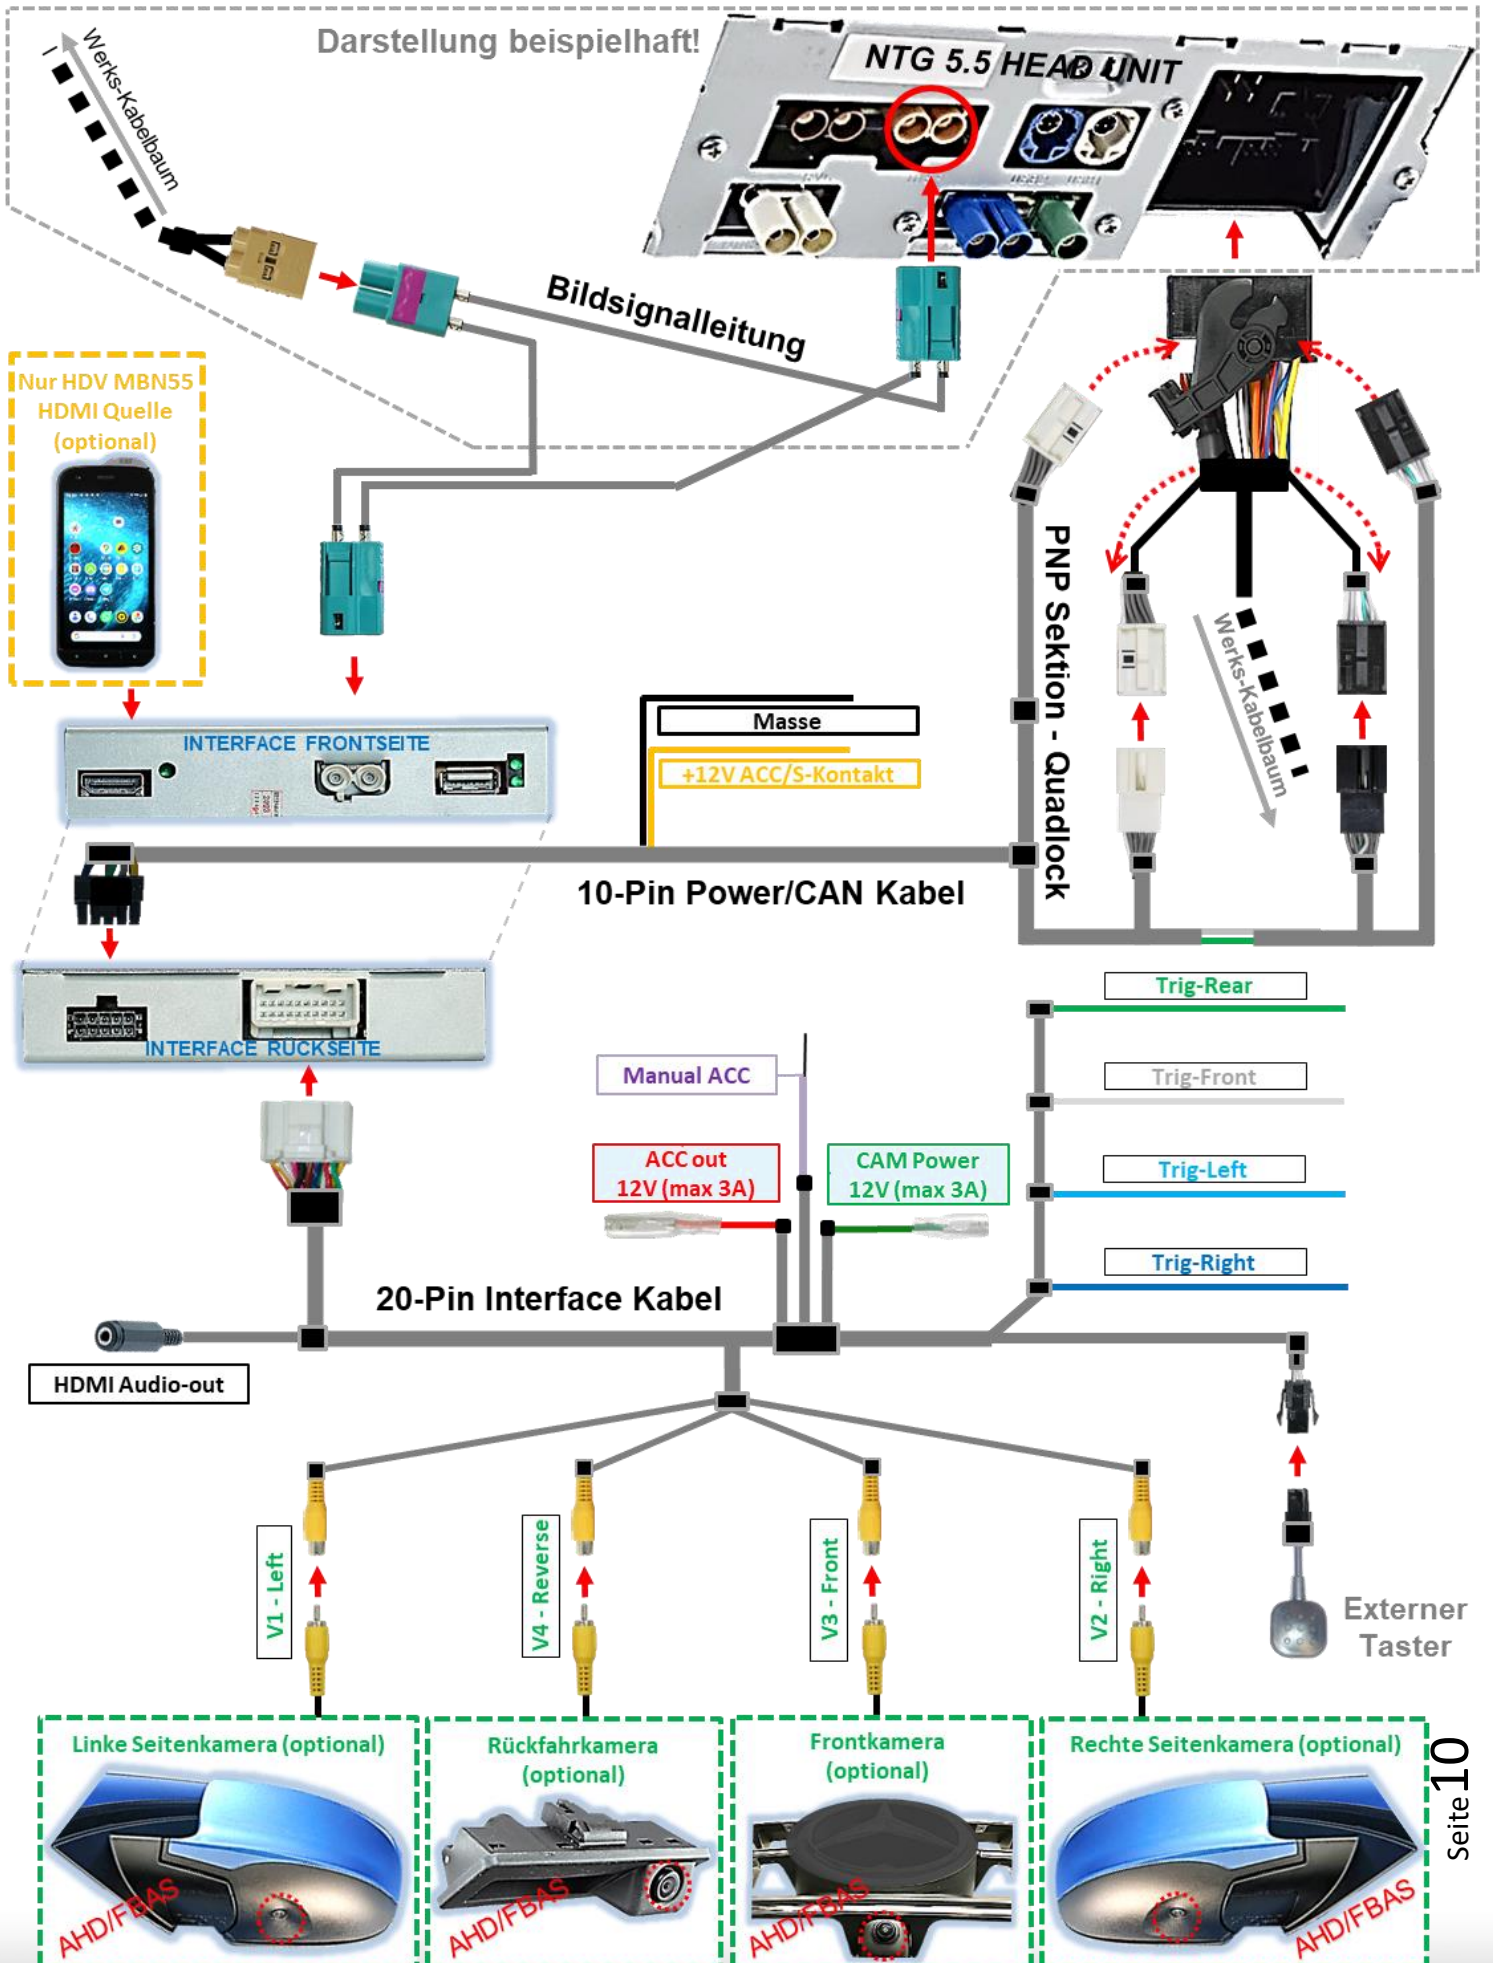 Darstellung beispielhaft!
Werks-Kabelbaum
NTG 5.5 HEAD UNIT
Bildsignalleitung
Nur HDV MBN55
HDMI Quelle
(optional)
PNP Sektion - Quadlock
Werks-Kabelbaum
INTERFACE FRONTSEITE
Masse
+12V ACC/S-Kontakt
10-Pin Power/CAN Kabel
INTERFACE RÜCKSEITE
Trig-Rear
Manual ACC
Trig-Front
ACC out
12V (max 3A)
CAM Power
12V (max 3A)
Trig-Left
Trig-Right
20-Pin Interface Kabel
HDMI Audio-out
V1 - Left
V4 - Reverse
V3 - Front
V2 - Right
Externer
Taster
Linke Seitenkamera (optional)
Rückfahrkamera
(optional)
Frontkamera
(optional)
Rechte Seitenkamera (optional)
AHD/FBAS
AHD/FBAS
AHD/FBAS
AHD/FBAS
Seite 10